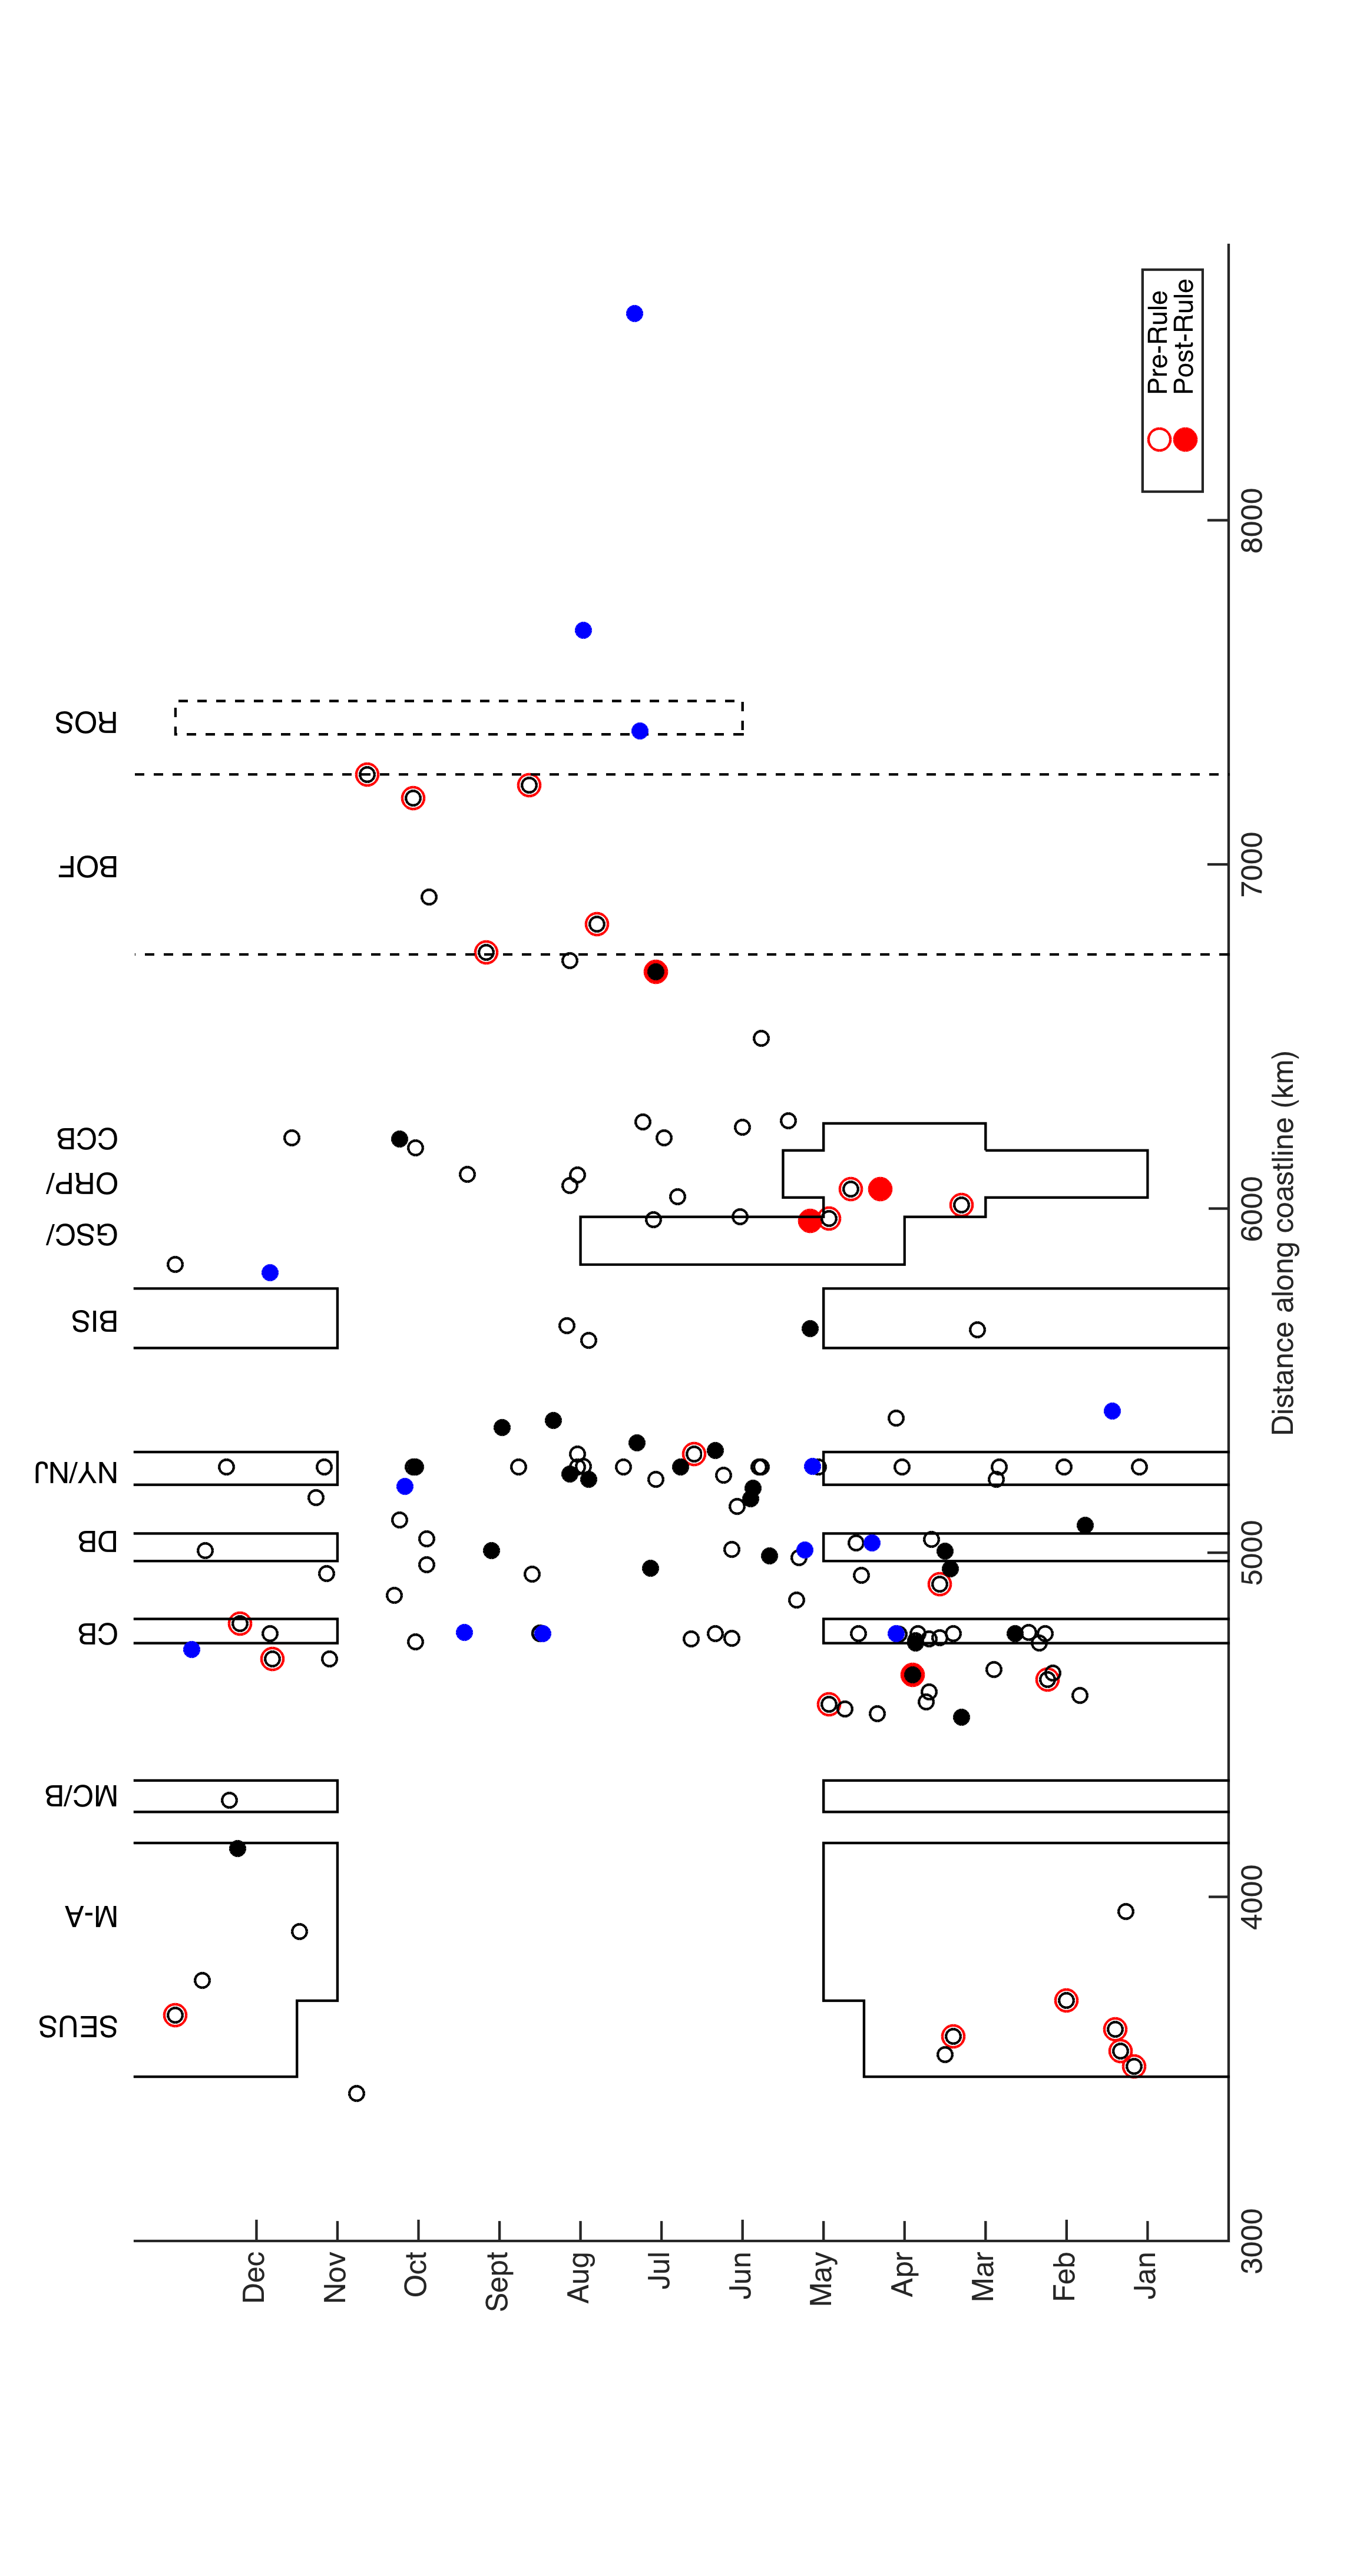 SEUS
M-A
MC/B
CB
DB
NY/NJ
BIS
GSC/
ORP/
CCB
BOF
ROS
Dec
Nov
Oct
Sept
Aug
Jul
Jun
May
Apr
Mar
Feb
Jan
3000
4000
5000
6000
7000
8000
Distance along coastline (km)
Pre-Rule
Post-Rule